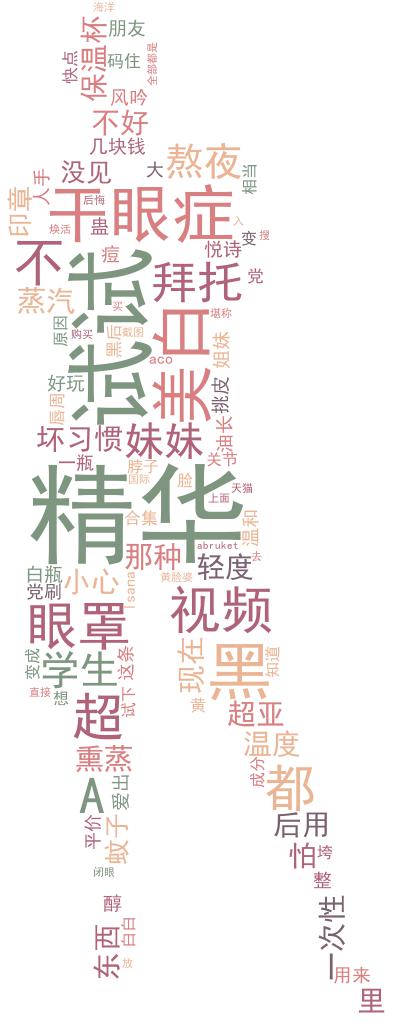 海洋
杯
朋友
保温
码住
全部都是
快点
风吟
不好
几块钱
没见
大
熬夜
相当
人手
印章
后悔
干眼症
焕活
蛊
入
变
搜
不
痘
悦诗
党
试试
拜托
蒸汽
买
堪称
原因
购买
黑后
截图
美白
姐妹
aco
好玩
挑皮
唇周
坏习惯
妹妹
油长
一瓶
脖子
关节
国际
脸
天猫
上面
精华
合集
温和
abruket
那种
去
白瓶
轻度
党刷
小心
lsana
黄脸婆
眼罩
视频
变成
学生
这条
现在
黑
知道
直接
想
超
试下
黄
超亚
熏蒸
温度
成分
A
爱出
都
平价
蚊子
后用
怕
垮
闭眼
整
醇
一次性
东西
白白
放
用来
里